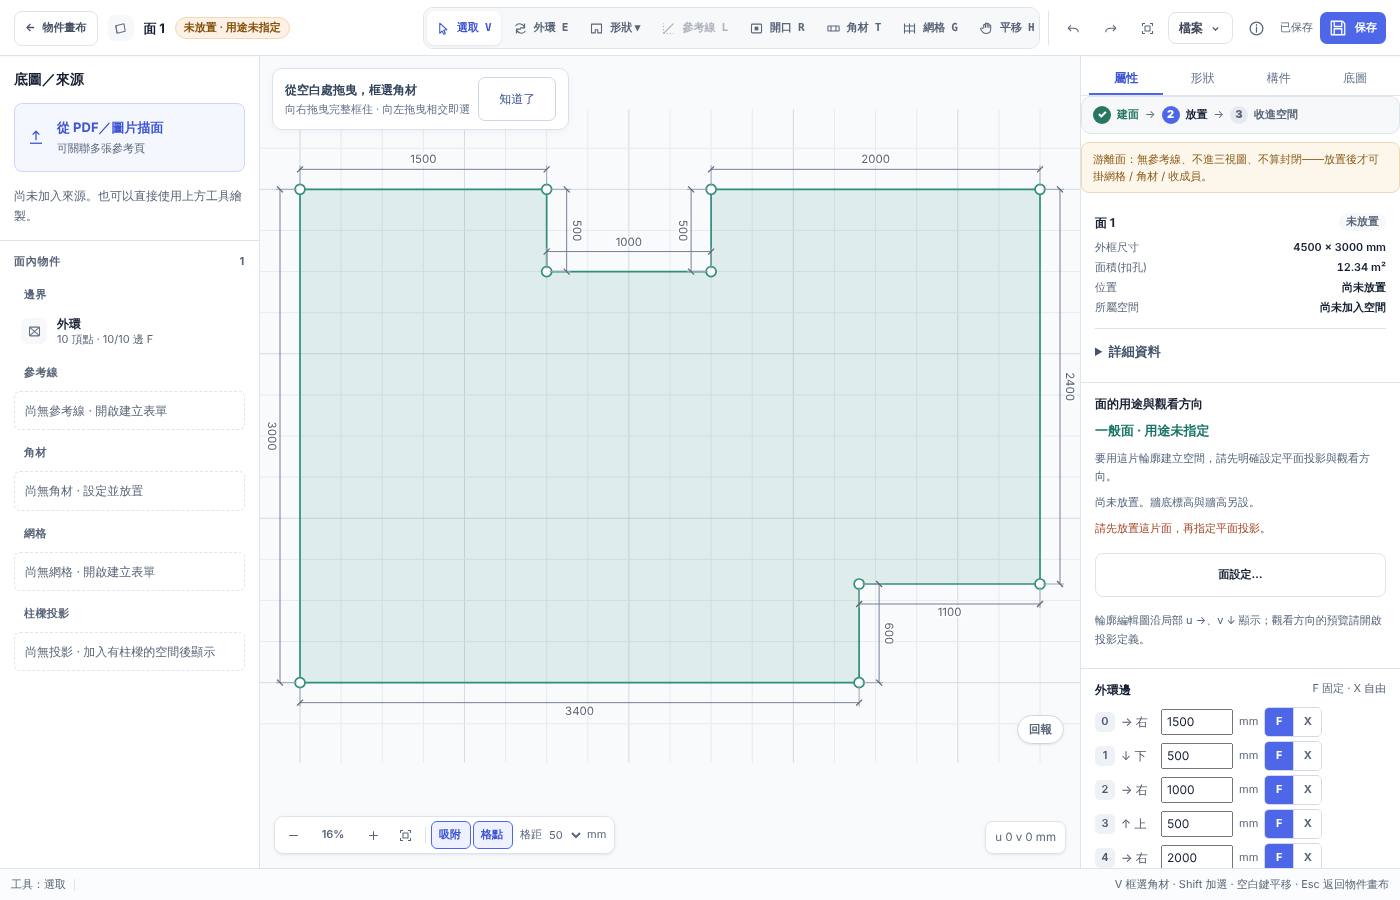 ← 物件畫布
面 1
未放置 · 用途未指定
選取 V
外環 E
形狀 ▾
參考線 L
開口 R
角材 T
網格 G
平移 H
檔案
已保存
保存
底圖／來源
從 PDF／圖片描面
可關聯多張參考頁
尚未加入來源。也可以直接使用上方工具繪
製。
面內物件
1
邊界
外環
10 頂點 · 10/10 邊 F
參考線
尚無參考線 · 開啟建立表單
角材
尚無角材 · 設定並放置
網格
尚無網格 · 開啟建立表單
柱樑投影
尚無投影 · 加入有柱樑的空間後顯示
從空白處拖曳，框選角材
向右拖曳完整框住 · 向左拖曳相交即選
知道了
1500
2000
500
1000
500
3000
2400
1100
600
3400
回報
− 16% +
吸附
格點
格距 50 mm
u 0 v 0 mm
屬性
形狀
構件
底圖
建面 → 2 放置 → 3 收進空間
游離面：無參考線、不進三視圖、不算封閉——放置後才可
掛網格 / 角材 / 收成員。
面 1
未放置
外框尺寸 4500 × 3000 mm
面積(扣孔) 12.34 m²
位置 尚未放置
所屬空間 尚未加入空間
▶ 詳細資料
面的用途與觀看方向
一般面 · 用途未指定
要用這片輪廓建立空間，請先明確設定平面投影與觀看方
向。
尚未放置。牆底標高與牆高另設。
請先放置這片面，再指定平面投影。
面設定...
輪廓編輯圖沿局部 u →、v ↓ 顯示；觀看方向的預覽請開啟
投影定義。
外環邊
F 固定 · X 自由
0 → 右 1500 mm F X
1 ↓ 下 500 mm F X
2 → 右 1000 mm F X
3 ↑ 上 500 mm F X
4 → 右 2000 mm F X
工具：選取
V 框選角材 · Shift 加選 · 空白鍵平移 · Esc 返回物件畫布